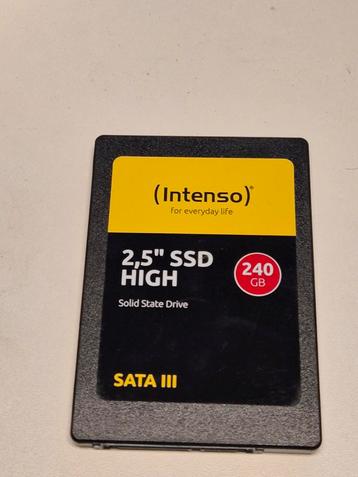 (intenso)®
for everyday life
2,5" SSD
HIGH
240
GB
Solid State Drive
SATA III